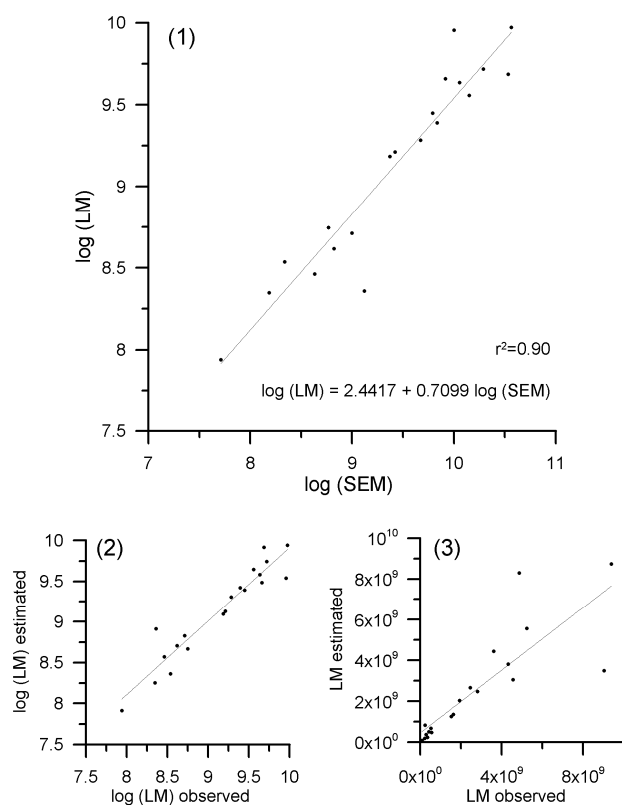 (1)
10
9.5
9
8.5
8
7.5
log (LM)
r²=0.90
log (LM) = 2.4417 + 0.7099 log (SEM)
7
8
9
10
11
log (SEM)
(2)
10
9.5
9
8.5
8
7.5
log (LM) estimated
7.5
8
8.5
9
9.5
10
log (LM) observed
(3)
10¹⁰
8x10⁹
6x10⁹
4x10⁹
2x10⁹
0x10⁰
LM estimated
0x10⁰
4x10⁹
8x10⁹
LM observed